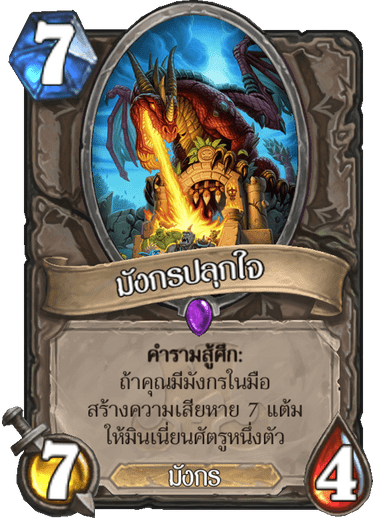 7
มังกรปลุกใจ
คำรามสู้ศึก:
ถ้าคุณมีมังกรในมือ
สร้างความเสียหาย 7 แต้ม
ให้มินเนี่ยนศัตรูหนึ่งตัว
7
มังกร
4